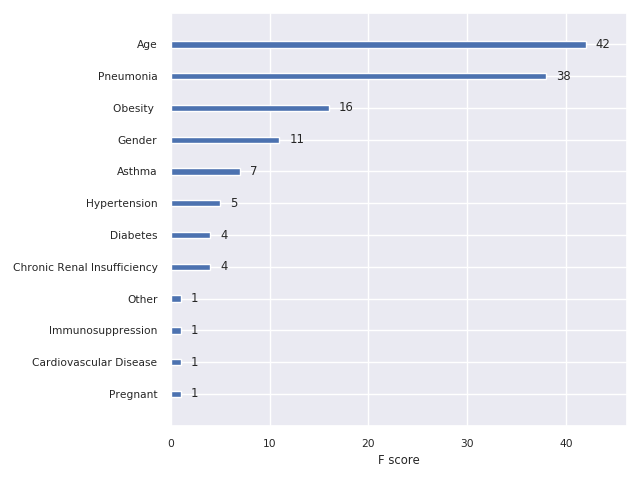 Age 42
Pneumonia 38
Obesity 16
Gender 11
Asthma 7
Hypertension 5
Diabetes 4
Chronic Renal Insufficiency 4
Other 1
Immunosuppression 1
Cardiovascular Disease 1
Pregnant 1
0 10 20 30 40
F score